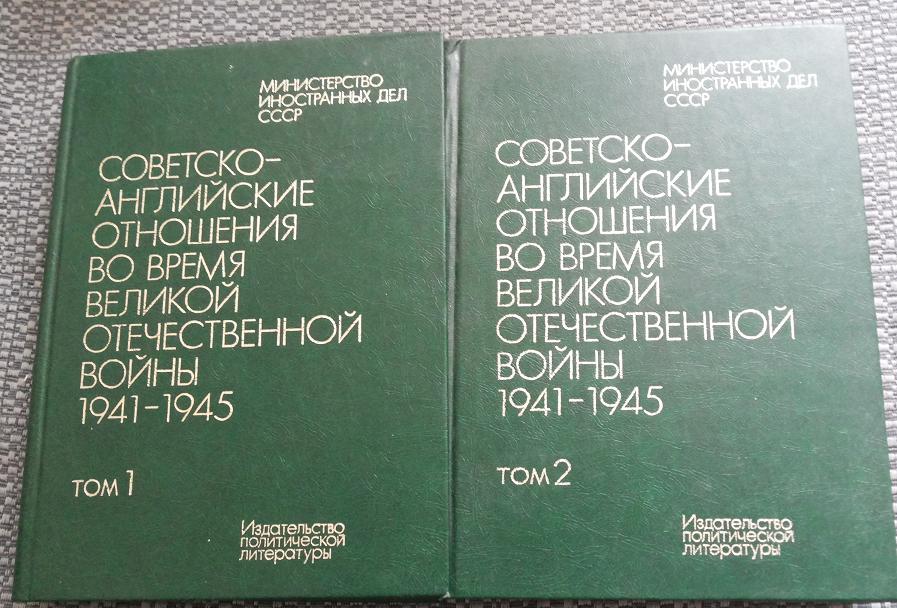 МИНИСТЕРСТВО
ИНОСТРАННЫХ ДЕЛ
СССР
СОВЕТСКО-
АНГЛИЙСКИЕ
ОТНОШЕНИЯ
ВО ВРЕМЯ
ВЕЛИКОЙ
ОТЕЧЕСТВЕННОЙ
ВОЙНЫ
1941-1945
ТОМ 1
Издательство
политической
литературы
МИНИСТЕРСТВО
ИНОСТРАННЫХ ДЕЛ
СССР
СОВЕТСКО-
АНГЛИЙСКИЕ
ОТНОШЕНИЯ
ВО ВРЕМЯ
ВЕЛИКОЙ
ОТЕЧЕСТВЕННОЙ
ВОЙНЫ
1941-1945
ТОМ 2
Издательство
политической
литературы